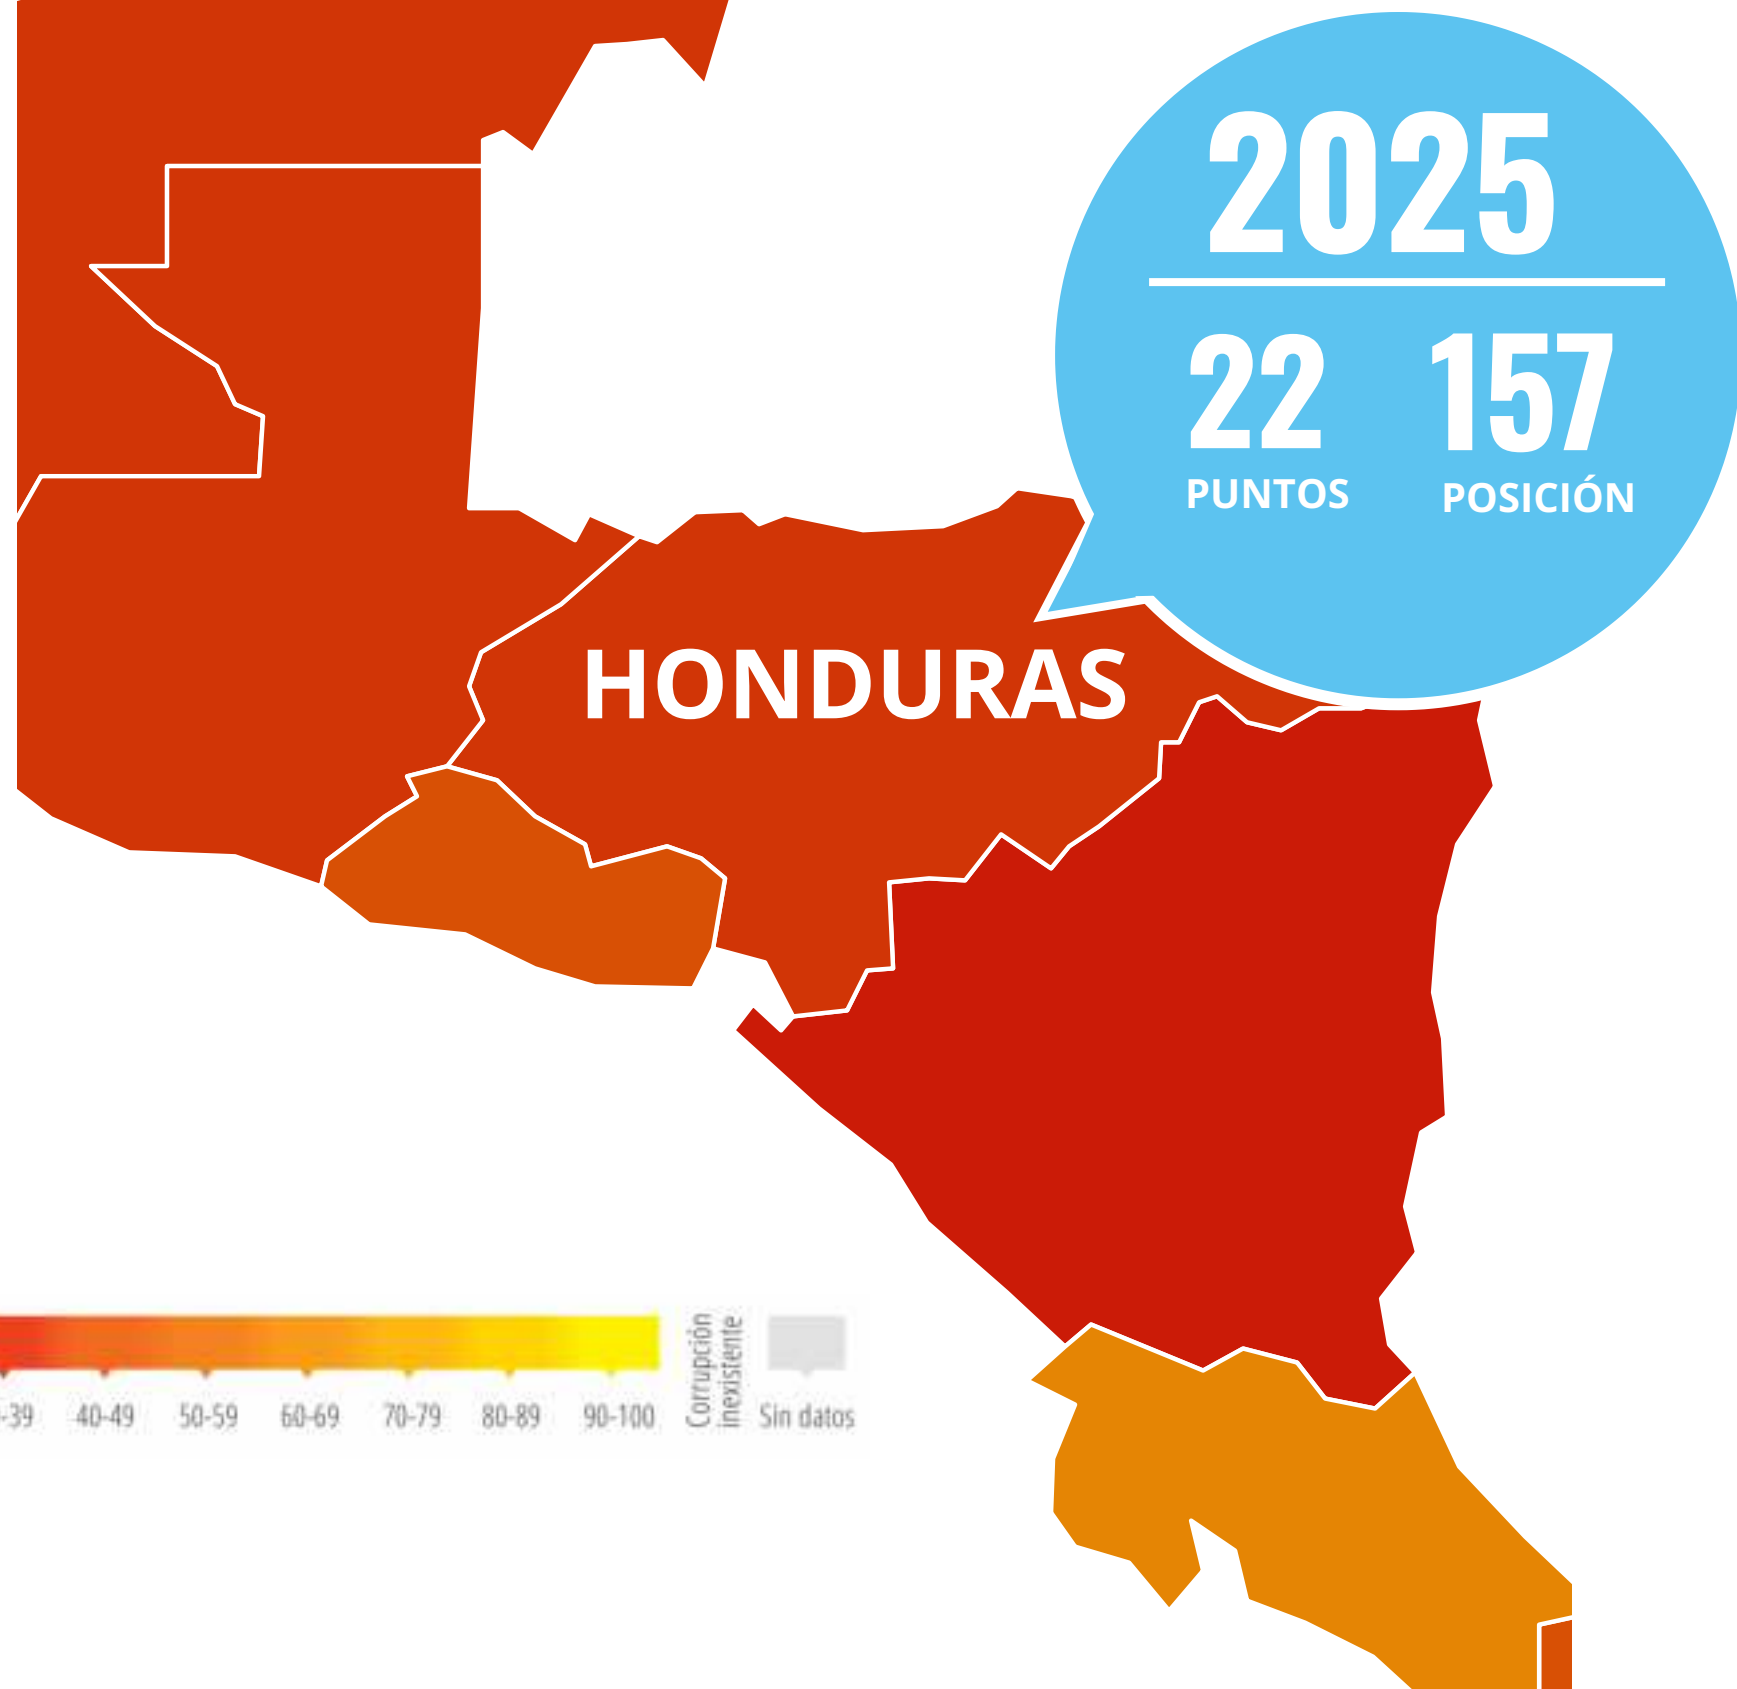 2025
22 157
PUNTOS POSICIÓN
HONDURAS
Corrupción
inexistente
-39 40-49 50-59 60-69 70-79 80-89 90-100 Sin datos